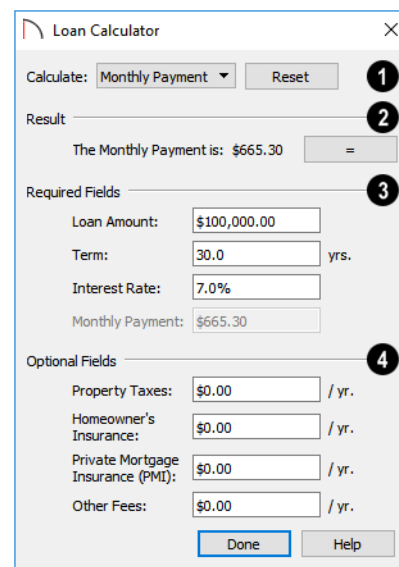 Loan Calculator
Calculate: Monthly Payment Reset 1
Result 2
The Monthly Payment is: $665.30 =
Required Fields 3
Loan Amount: $100,000.00
Term: 30.0 yrs.
Interest Rate: 7.0%
Monthly Payment: $665.30
Optional Fields 4
Property Taxes: $0.00 / yr.
Homeowner's
Insurance: $0.00 / yr.
Private Mortgage
Insurance (PMI): $0.00 / yr.
Other Fees: $0.00 / yr.
Done Help